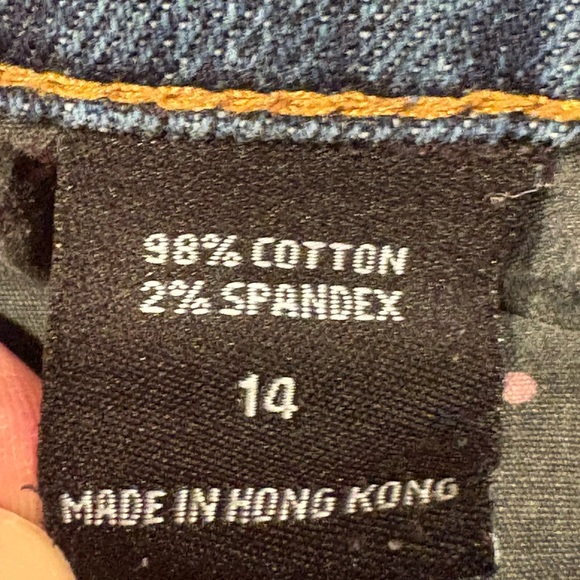 98% COTTON
2% SPANDEX
14
MADE IN HONG KONG